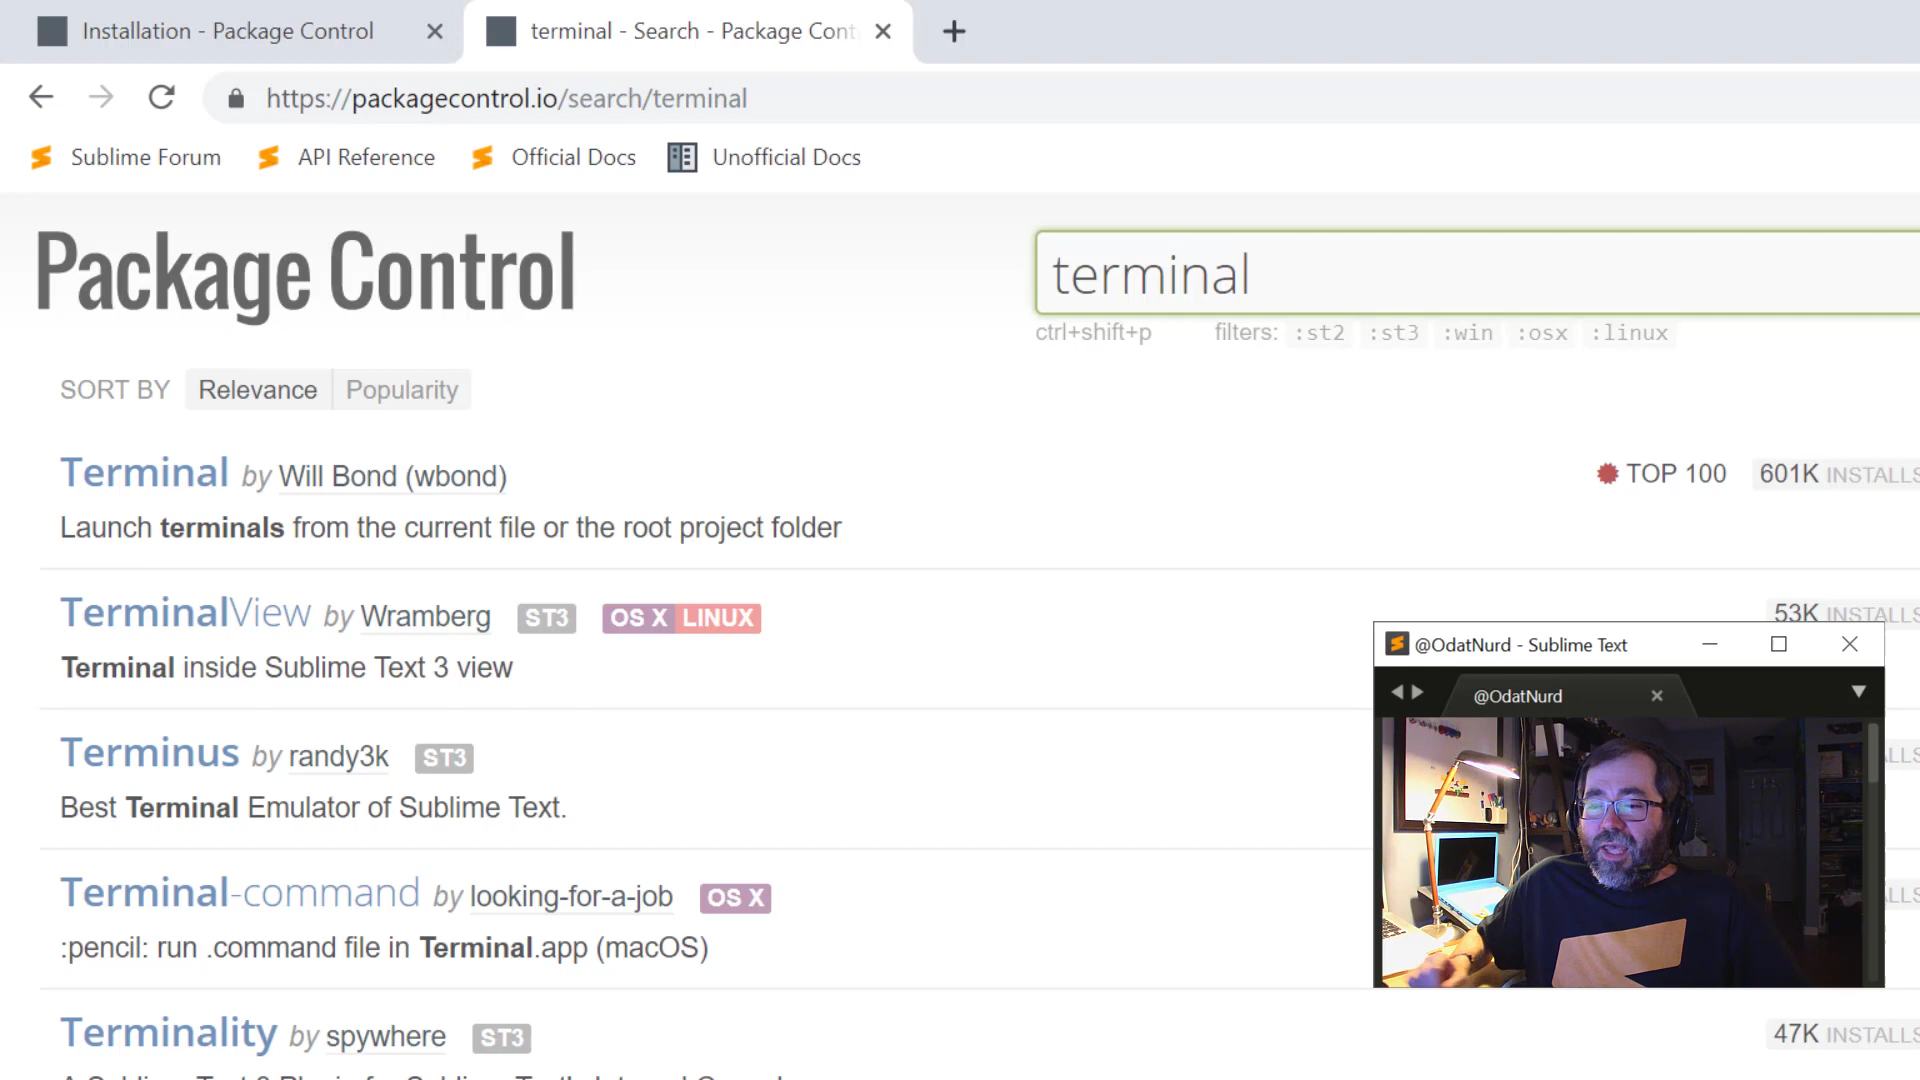 Installation - Package Control
terminal - Search - Package Cont
https://packagecontrol.io/search/terminal
Sublime Forum API Reference Official Docs Unofficial Docs
Package Control
terminal
ctrl+shift+p filters: :st2 :st3 :win :osx :linux
SORT BY Relevance Popularity
Terminal by Will Bond (wbond) TOP 100 601K INSTALLS
Launch terminals from the current file or the root project folder
TerminalView by Wramberg ST3 OS X LINUX 53K INSTALLS
Terminal inside Sublime Text 3 view
@OdatNurd - Sublime Text
@OdatNurd
Terminus by randy3k ST3
Best Terminal Emulator of Sublime Text.
Terminal-command by looking-for-a-job OS X
:pencil: run .command file in Terminal.app (macOS)
Terminality by spywhere ST3 47K INSTALLS